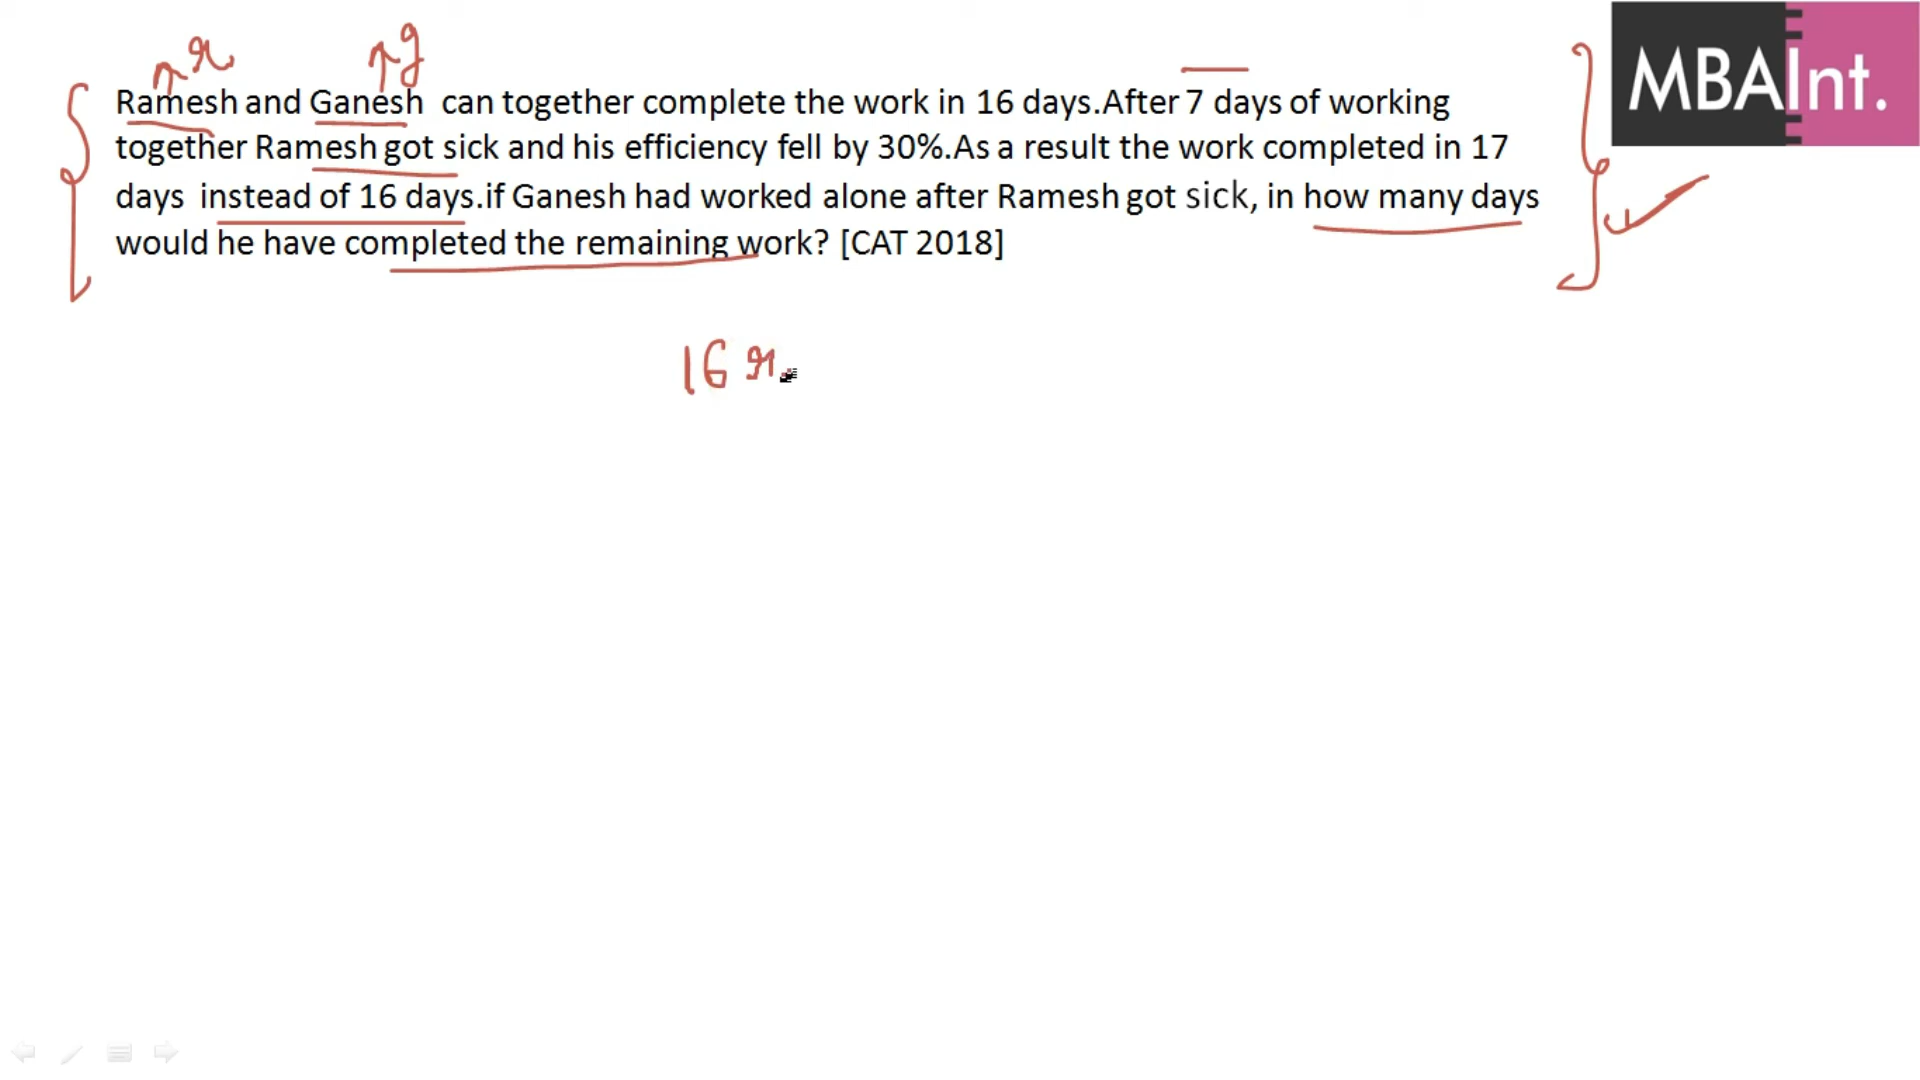 r
g
MBAInt.
Ramesh and Ganesh can together complete the work in 16 days.After 7 days of working
together Ramesh got sick and his efficiency fell by 30%.As a result the work completed in 17
days instead of 16 days.if Ganesh had worked alone after Ramesh got sick, in how many days
would he have completed the remaining work? [CAT 2018]
16 r